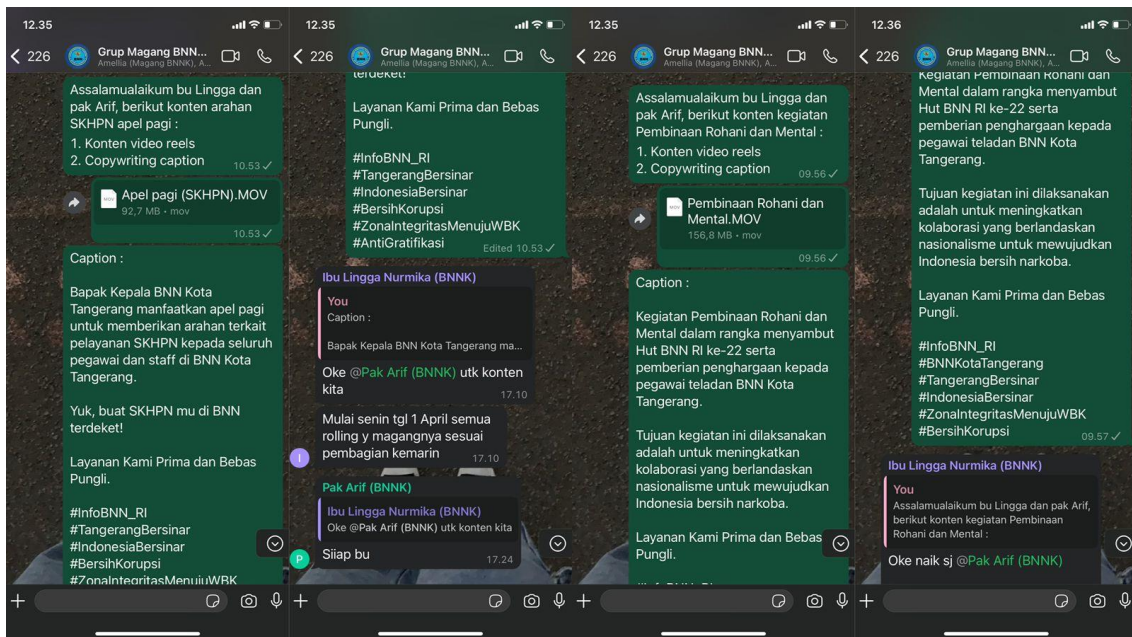 12.35
226
Grup Magang BNN...
Amellia (Magang BNNK), A...
Assalamualaikum bu Lingga dan
pak Arif, berikut konten arahan
SKHPN apel pagi :
1. Konten video reels
2. Copywriting caption
10.53
MOV
Apel pagi (SKHPN).MOV
92,7 MB • mov
10.53
Caption :
Bapak Kepala BNN Kota
Tangerang manfaatkan apel pagi
untuk memberikan arahan terkait
pelayanan SKHPN kepada seluruh
pegawai dan staff di BNN Kota
Tangerang.
Yuk, buat SKHPN mu di BNN
terdeket!
Layanan Kami Prima dan Bebas
Pungli.
#InfoBNN_RI
#TangerangBersinar
#IndonesiaBersinar
#BersihKorupsi
#ZonaIntegritasMenujuWBK
12.35
226
Grup Magang BNN...
Amellia (Magang BNNK), A...
terdeket!
Layanan Kami Prima dan Bebas
Pungli.
#InfoBNN_RI
#TangerangBersinar
#IndonesiaBersinar
#BersihKorupsi
#ZonaIntegritasMenujuWBK
#AntiGratifikasi
Edited 10.53
Ibu Lingga Nurmika (BNNK)
You
Caption :
Bapak Kepala BNN Kota Tangerang ma...
Oke @Pak Arif (BNNK) utk konten
kita
17.10
Mulai senin tgl 1 April semua
rolling y magangnya sesuai
pembagian kemarin
17.10
I
Pak Arif (BNNK)
Ibu Lingga Nurmika (BNNK)
Oke @Pak Arif (BNNK) utk konten kita
Siiap bu
17.24
P
12.35
226
Grup Magang BNN...
Amellia (Magang BNNK), A...
Assalamualaikum bu Lingga dan
pak Arif, berikut konten kegiatan
Pembinaan Rohani dan Mental :
1. Konten video reels
2. Copywriting caption
09.56
MOV
Pembinaan Rohani dan
Mental.MOV
156,8 MB • mov
09.56
Caption :
Kegiatan Pembinaan Rohani dan
Mental dalam rangka menyambut
Hut BNN RI ke-22 serta
pemberian penghargaan kepada
pegawai teladan BNN Kota
Tangerang.
Tujuan kegiatan ini dilaksanakan
adalah untuk meningkatkan
kolaborasi yang berlandaskan
nasionalisme untuk mewujudkan
Indonesia bersih narkoba.
Layanan Kami Prima dan Bebas
Pungli.
12.36
226
Grup Magang BNN...
Amellia (Magang BNNK), A...
Kegiatan Pembinaan Rohani dan
Mental dalam rangka menyambut
Hut BNN RI ke-22 serta
pemberian penghargaan kepada
pegawai teladan BNN Kota
Tangerang.
Tujuan kegiatan ini dilaksanakan
adalah untuk meningkatkan
kolaborasi yang berlandaskan
nasionalisme untuk mewujudkan
Indonesia bersih narkoba.
Layanan Kami Prima dan Bebas
Pungli.
#InfoBNN_RI
#BNNKotaTangerang
#TangerangBersinar
#IndonesiaBersinar
#ZonaIntegritasMenujuWBK
#BersihKorupsi
09.57
Ibu Lingga Nurmika (BNNK)
You
Assalamualaikum bu Lingga dan pak Arif,
berikut konten kegiatan Pembinaan
Rohani dan Mental :
Oke naik sj @Pak Arif (BNNK)